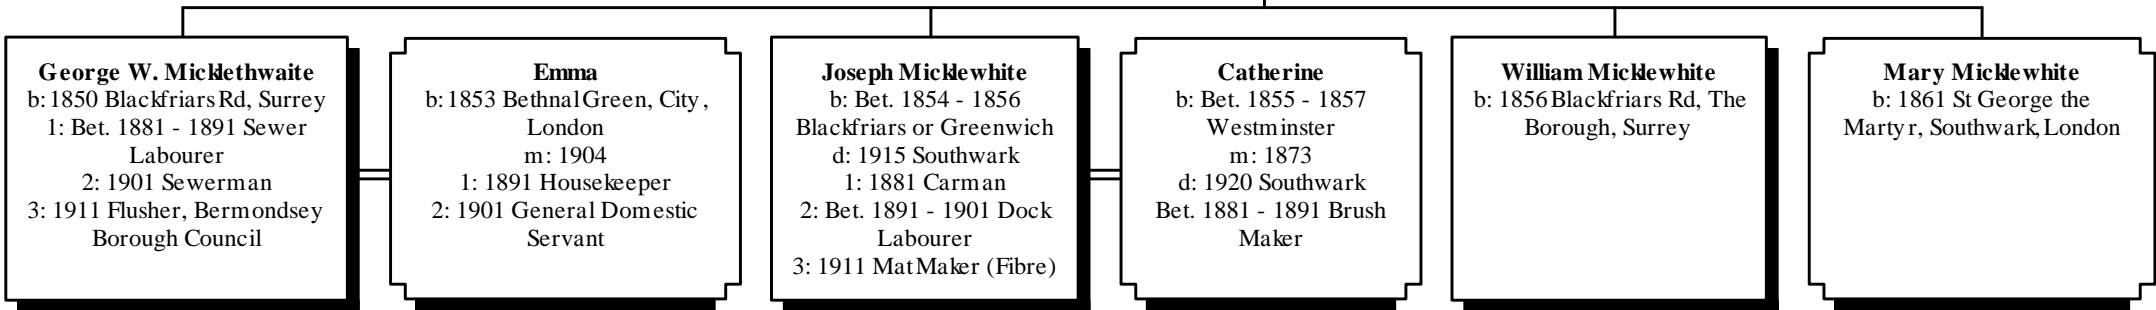 George W. Micklethwaite
b: 1850 Blackfriars Rd, Surrey
1: Bet. 1881 - 1891 Sewer
Labourer
2: 1901 Sewerman
3: 1911 Flusher, Bermondsey
Borough Council
Emma
b: 1853 Bethnal Green, City,
London
m: 1904
1: 1891 Housekeeper
2: 1901 General Domestic
Servant
Joseph Micklewhite
b: Bet. 1854 - 1856
Blackfriars or Greenwich
d: 1915 Southwark
1: 1881 Carman
2: Bet. 1891 - 1901 Dock
Labourer
3: 1911 Mat Maker (Fibre)
Catherine
b: Bet. 1855 - 1857
Westminster
m: 1873
d: 1920 Southwark
Bet. 1881 - 1891 Brush
Maker
William Micklewhite
b: 1856 Blackfriars Rd, The
Borough, Surrey
Mary Micklewhite
b: 1861 St George the
Martyr, Southwark, London